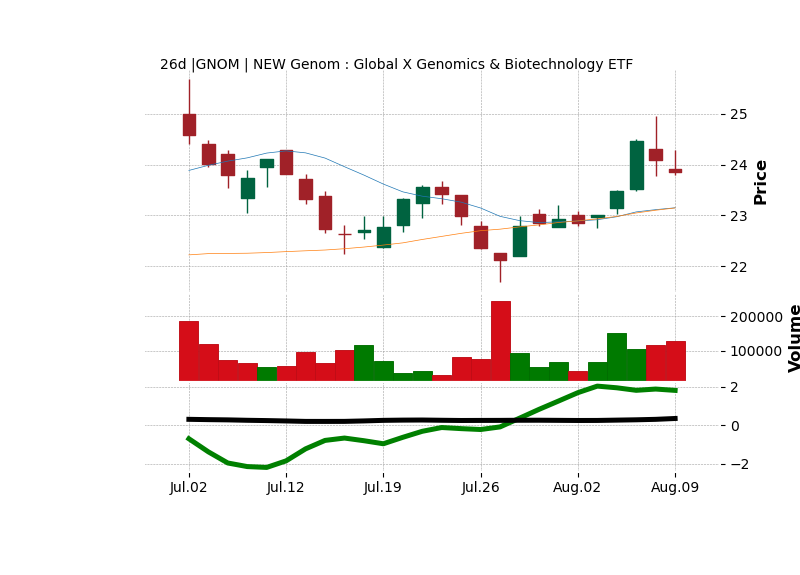 26d |GNOM | NEW Genom : Global X Genomics & Biotechnology ETF
25
24
23
22
Price
200000
100000
Volume
2
0
−2
Jul.02 Jul.12 Jul.19 Jul.26 Aug.02 Aug.09